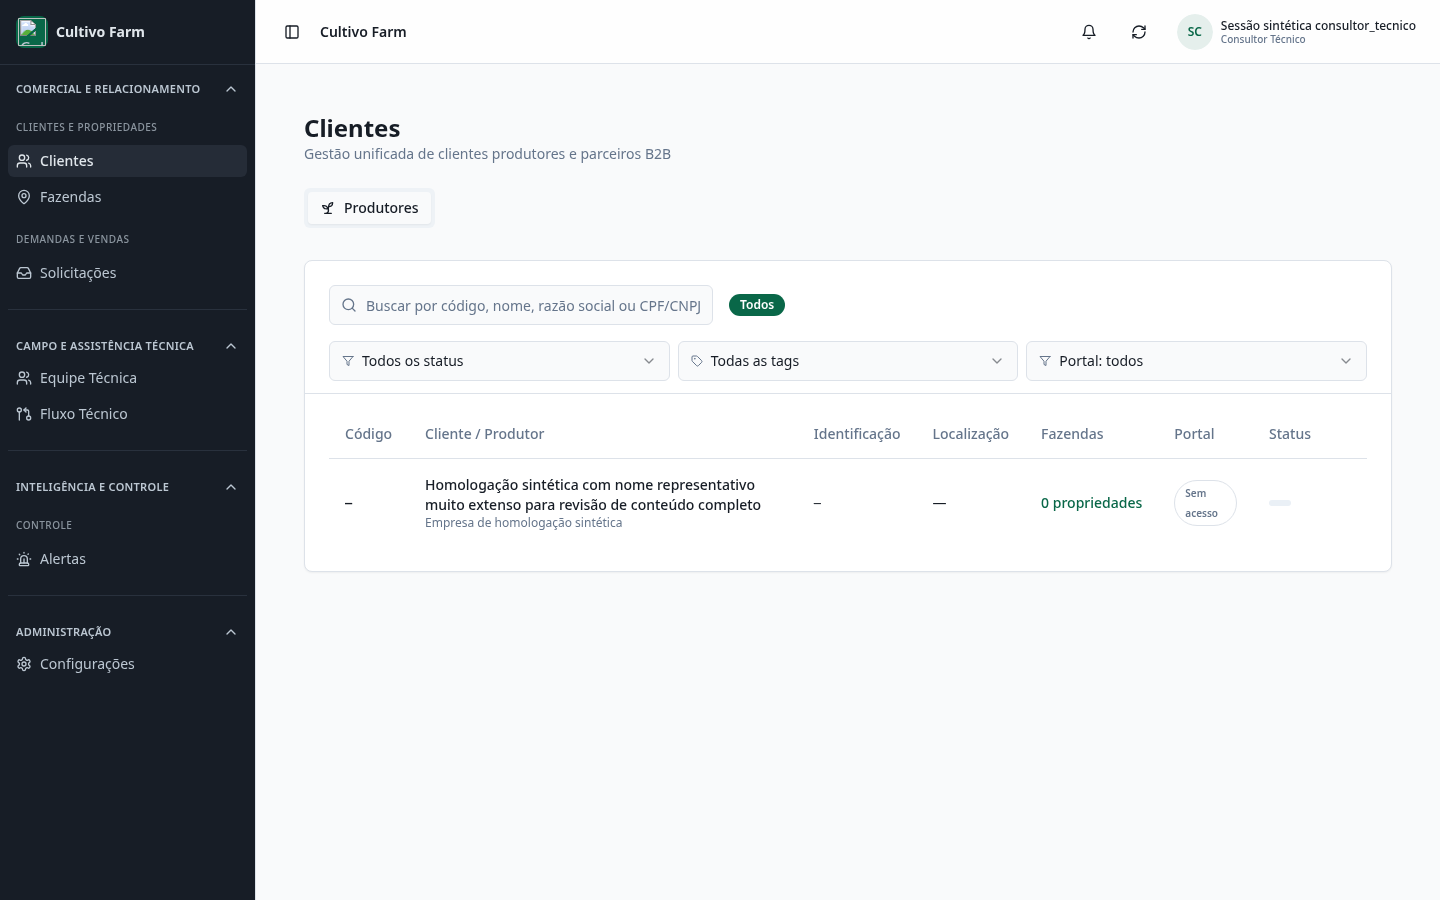 Cultivo Farm
COMERCIAL E RELACIONAMENTO
CLIENTES E PROPRIEDADES
Clientes
Fazendas
DEMANDAS E VENDAS
Solicitações
CAMPO E ASSISTÊNCIA TÉCNICA
Equipe Técnica
Fluxo Técnico
INTELIGÊNCIA E CONTROLE
CONTROLE
Alertas
ADMINISTRAÇÃO
Configurações
Cultivo Farm
SC
Sessão sintética consultor_tecnico
Consultor Técnico
Clientes
Gestão unificada de clientes produtores e parceiros B2B
Produtores
Buscar por código, nome, razão social ou CPF/CNPJ
Todos
Todos os status
Todas as tags
Portal: todos
Código Cliente / Produtor Identificação Localização Fazendas Portal Status
–
Homologação sintética com nome representativo
muito extenso para revisão de conteúdo completo
Empresa de homologação sintética
–
—
0 propriedades
Sem
acesso